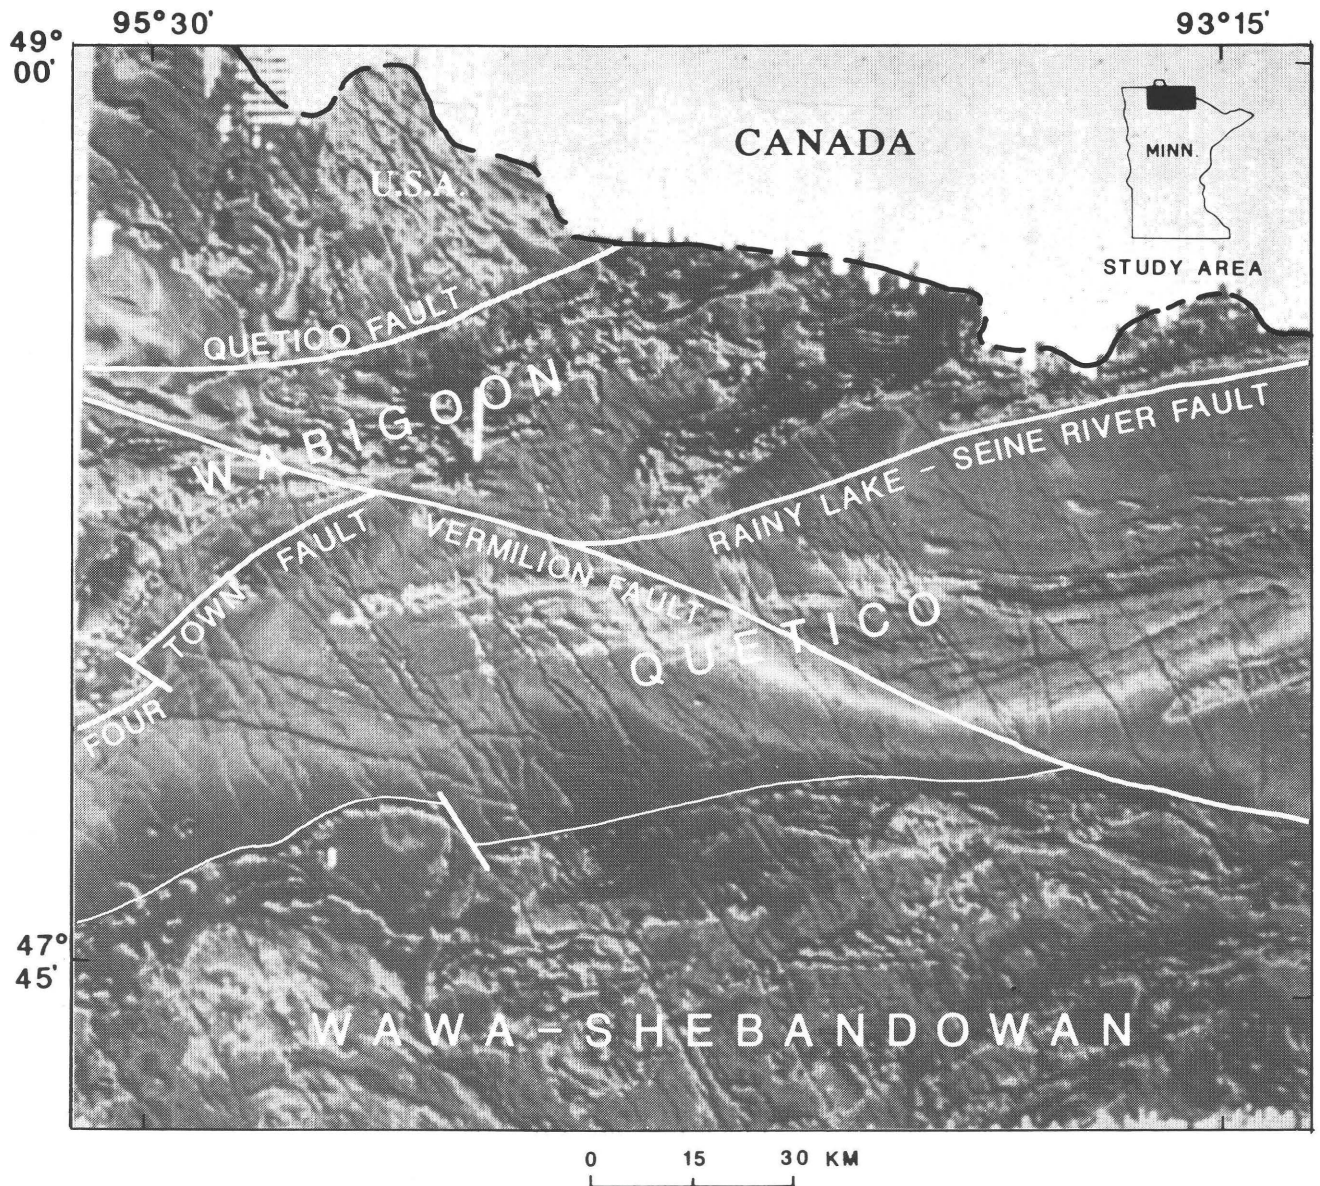 95°30'
93°15'
49°
00'
CANADA
MINN.
U.S.A.
STUDY AREA
QUETICO FAULT
WABIGOON
RAINY LAKE - SEINE RIVER FAULT
VERMILION FAULT
FOUR TOWN FAULT
QUETICO
47°
45'
WAWA-SHEBANDOWAN
0 15 30 KM